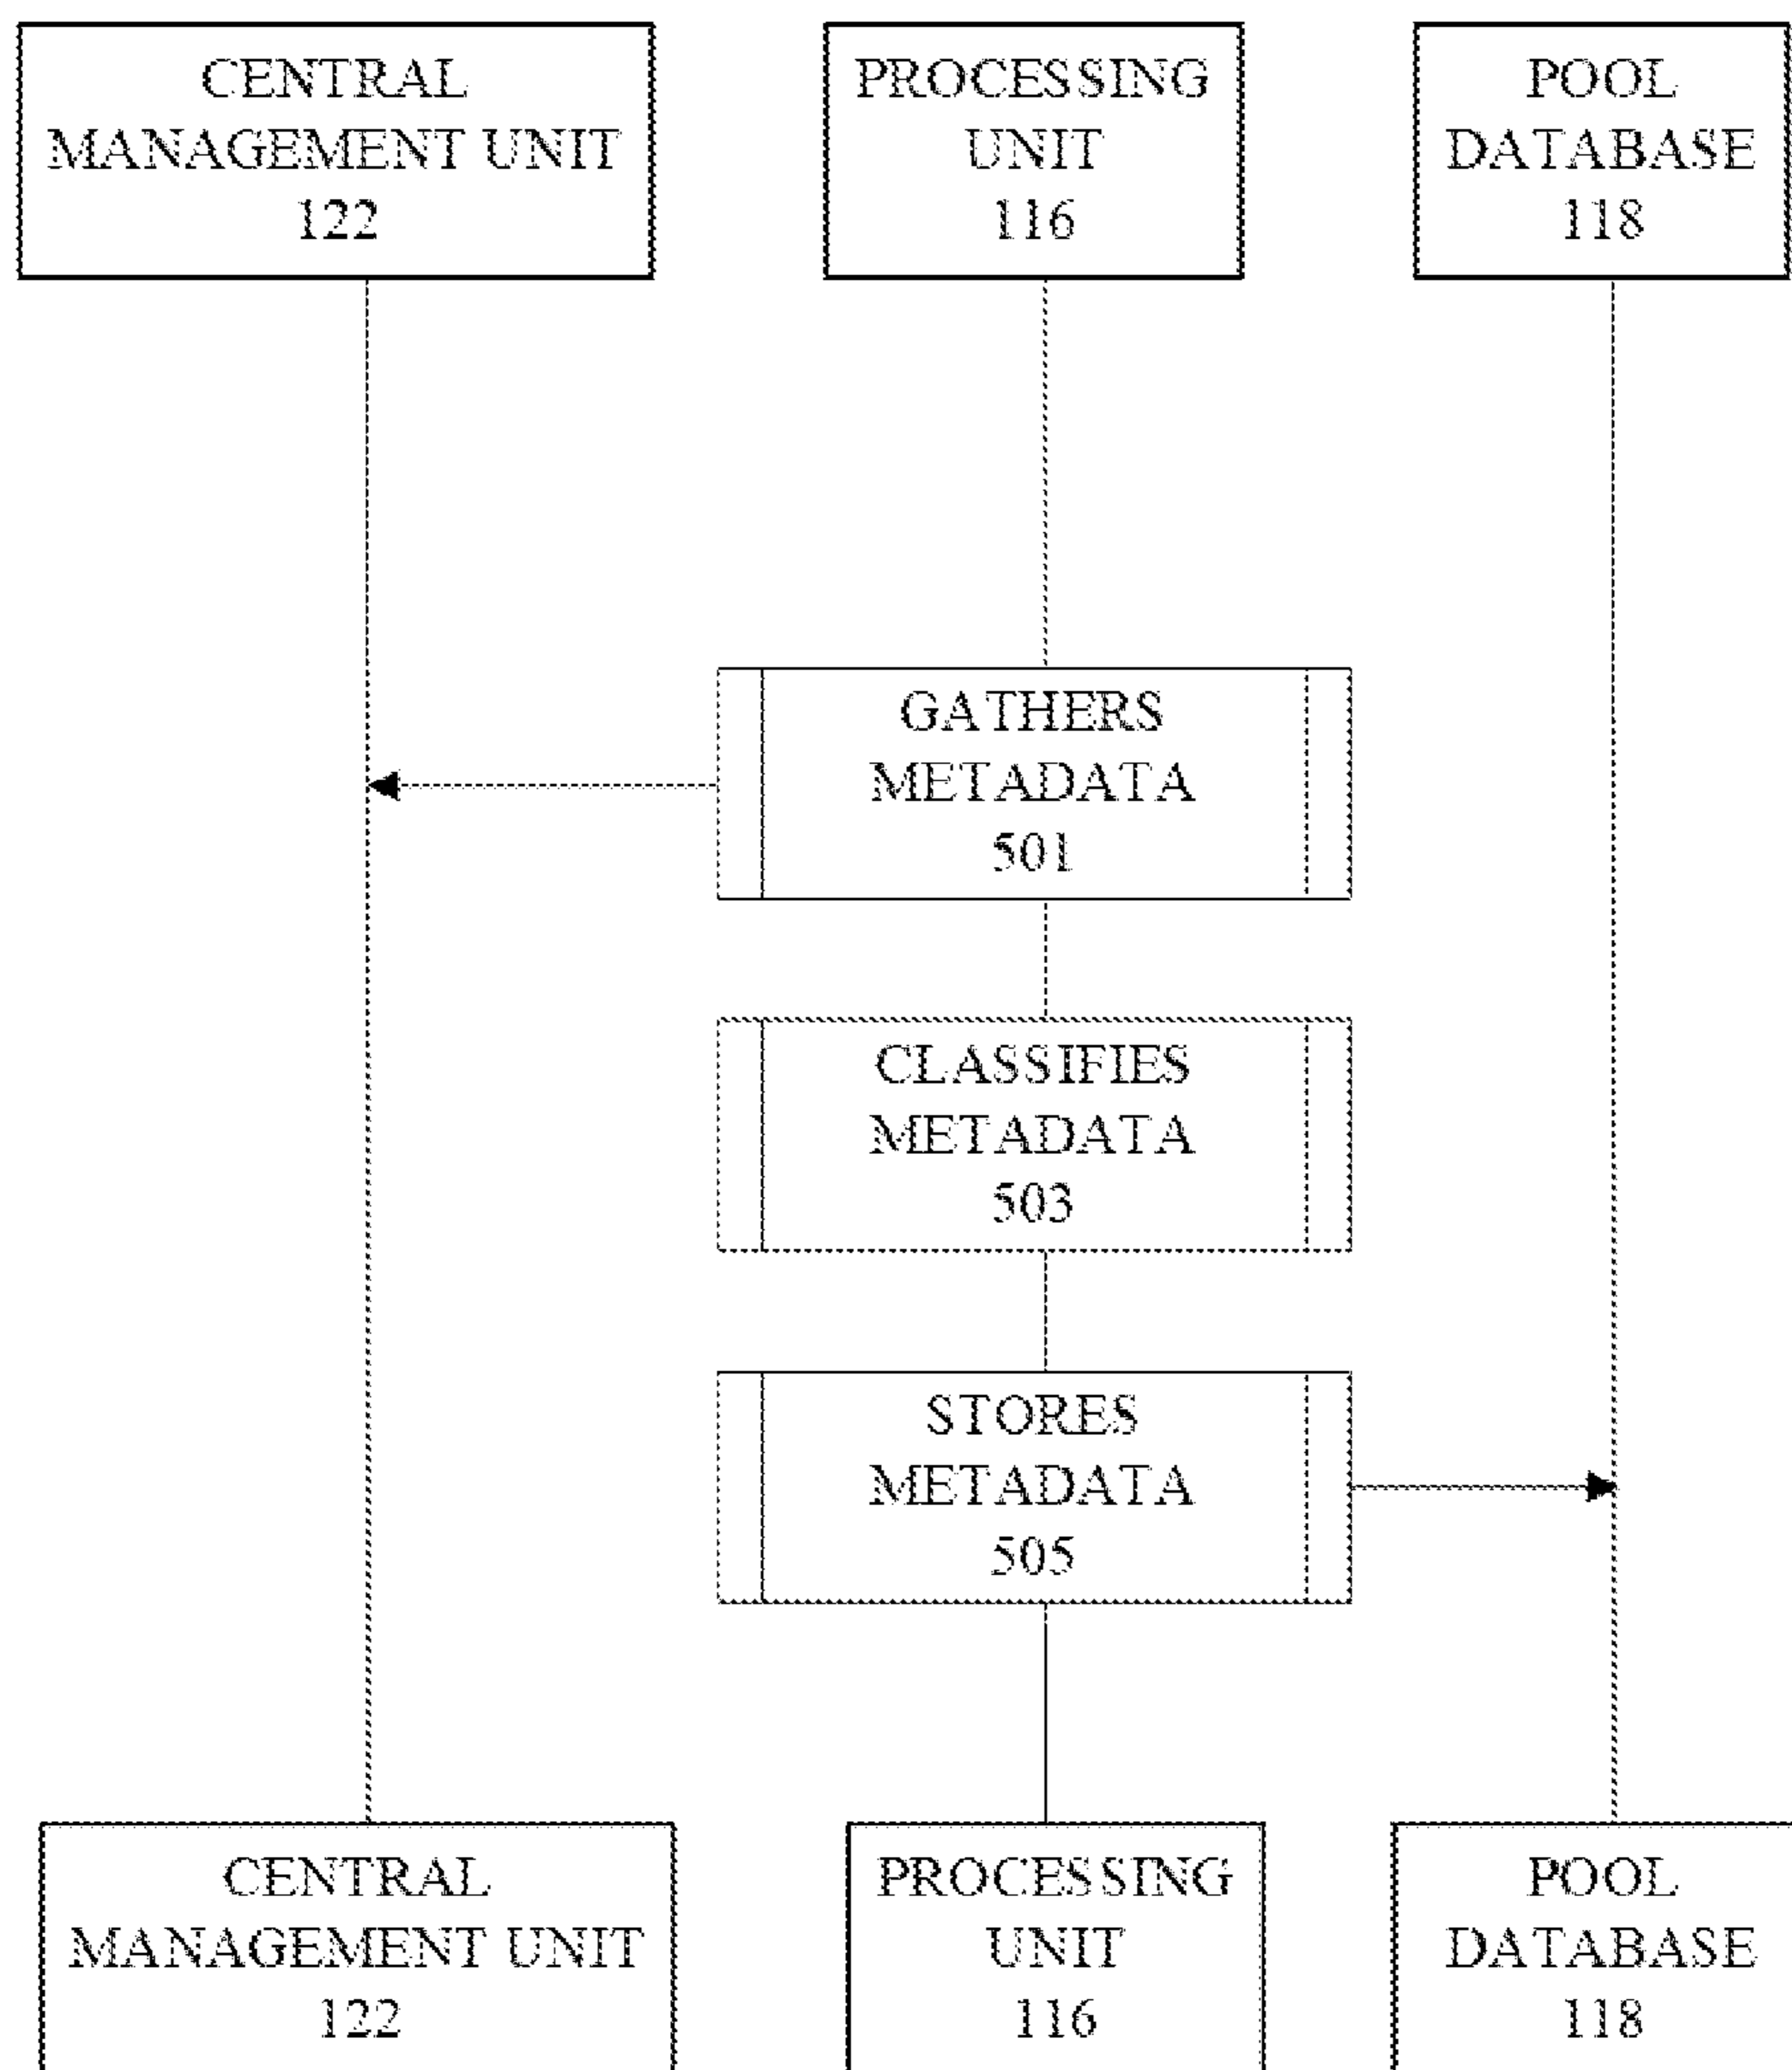 CENTRAL
MANAGEMENT UNIT
122
PROCESSING
UNIT
116
POOL
DATABASE
118
GATHERS
METADATA
501
CLASSIFIES
METADATA
503
STORES
METADATA
505
CENTRAL
MANAGEMENT UNIT
122
PROCESSING
UNIT
116
POOL
DATABASE
118